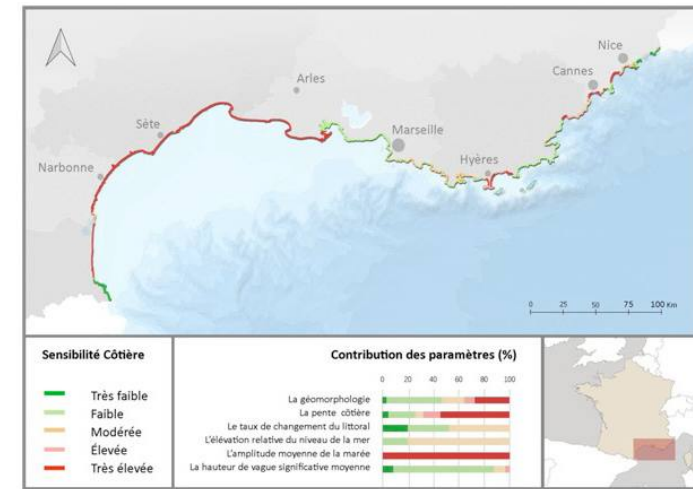 Nice
Cannes
Arles
Sète
Marseille
Hyères
Narbonne
0 25 50 75 100 Km
Sensibilité Côtière
Très faible
Faible
Modérée
Élevée
Très élevée
Contribution des paramètres (%)
0 20 40 60 80 100
La géomorphologie
La pente côtière
Le taux de changement du littoral
L'élévation relative du niveau de la mer
L'amplitude moyenne de la marée
La hauteur de vague significative moyenne